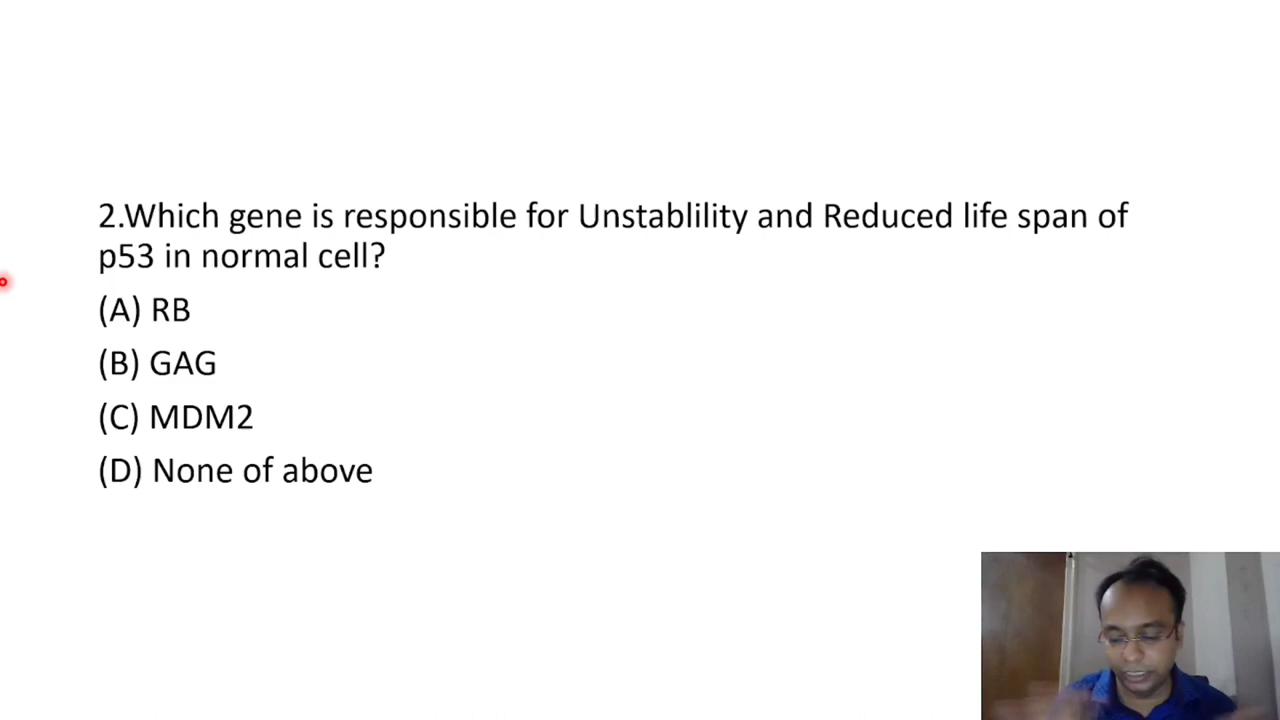 2.Which gene is responsible for Unstablility and Reduced life span of
p53 in normal cell?
(A) RB
(B) GAG
(C) MDM2
(D) None of above